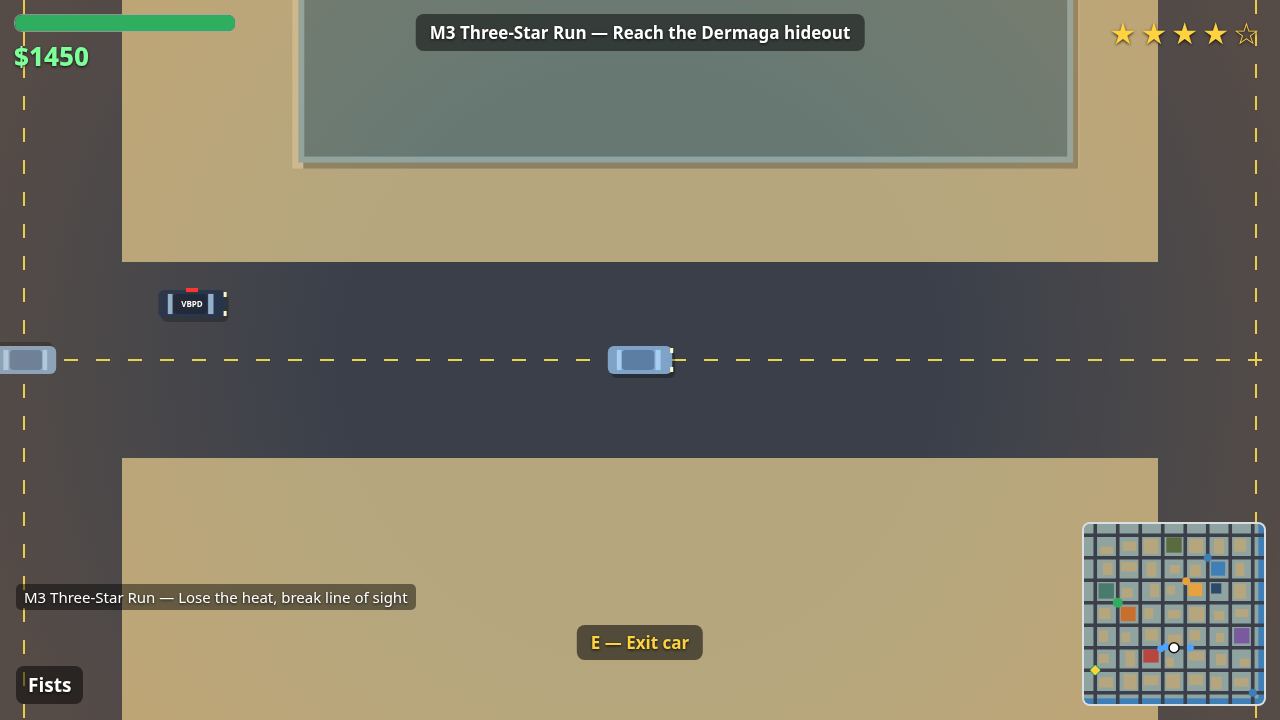 M3 Three-Star Run — Reach the Dermaga hideout
$1450
VBPD
M3 Three-Star Run — Lose the heat, break line of sight
E — Exit car
Fists